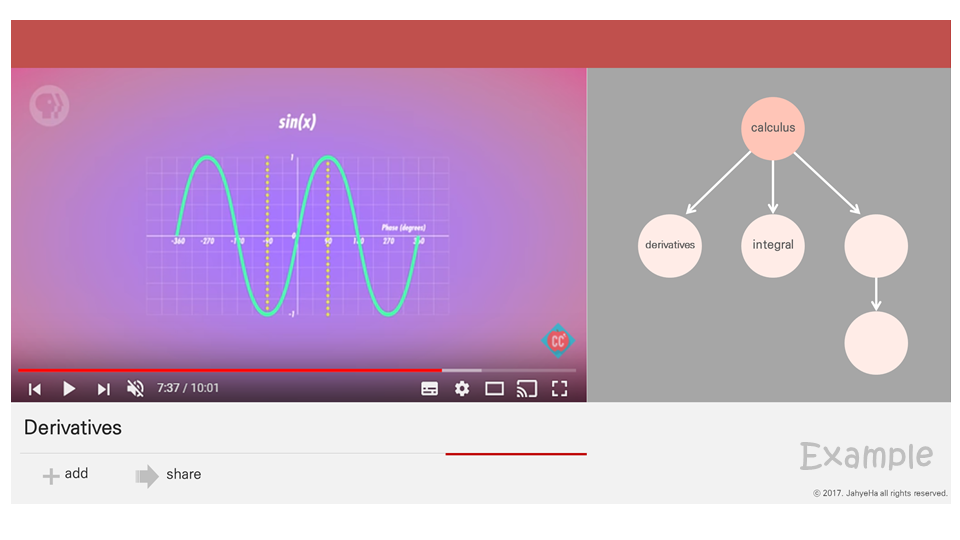 sin(x)
1
Phase (degrees)
-360 -270 -180 -90 0 90 180 270 360
-1
CC
7:37 / 10:01
calculus
derivatives
integral
Derivatives
add
share
Example
© 2017. JahyeHa all rights reserved.